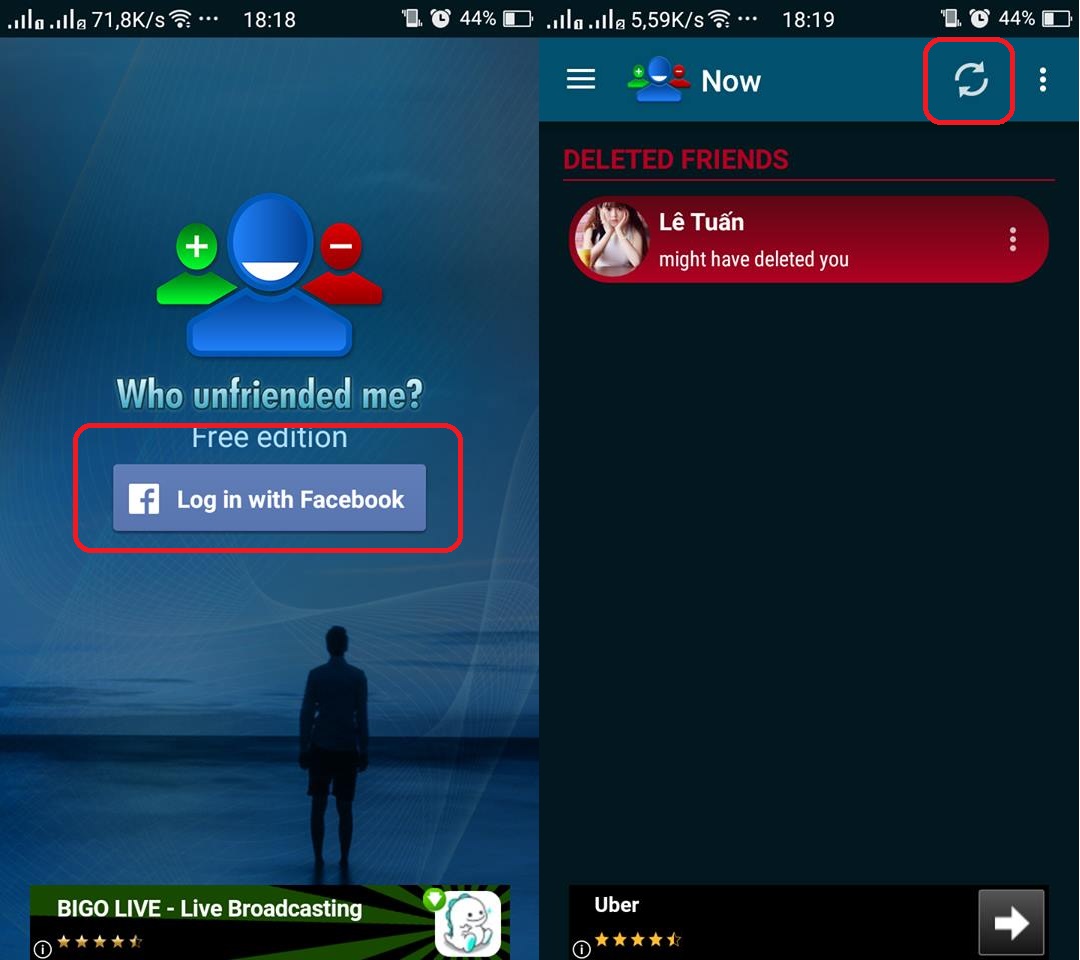 71,8K/s ••• 18:18 44%
Who unfriended me?
Free edition
Log in with Facebook
BIGO LIVE - Live Broadcasting
5,59K/s ••• 18:19 44%
Now
DELETED FRIENDS
Lê Tuấn
might have deleted you
Uber